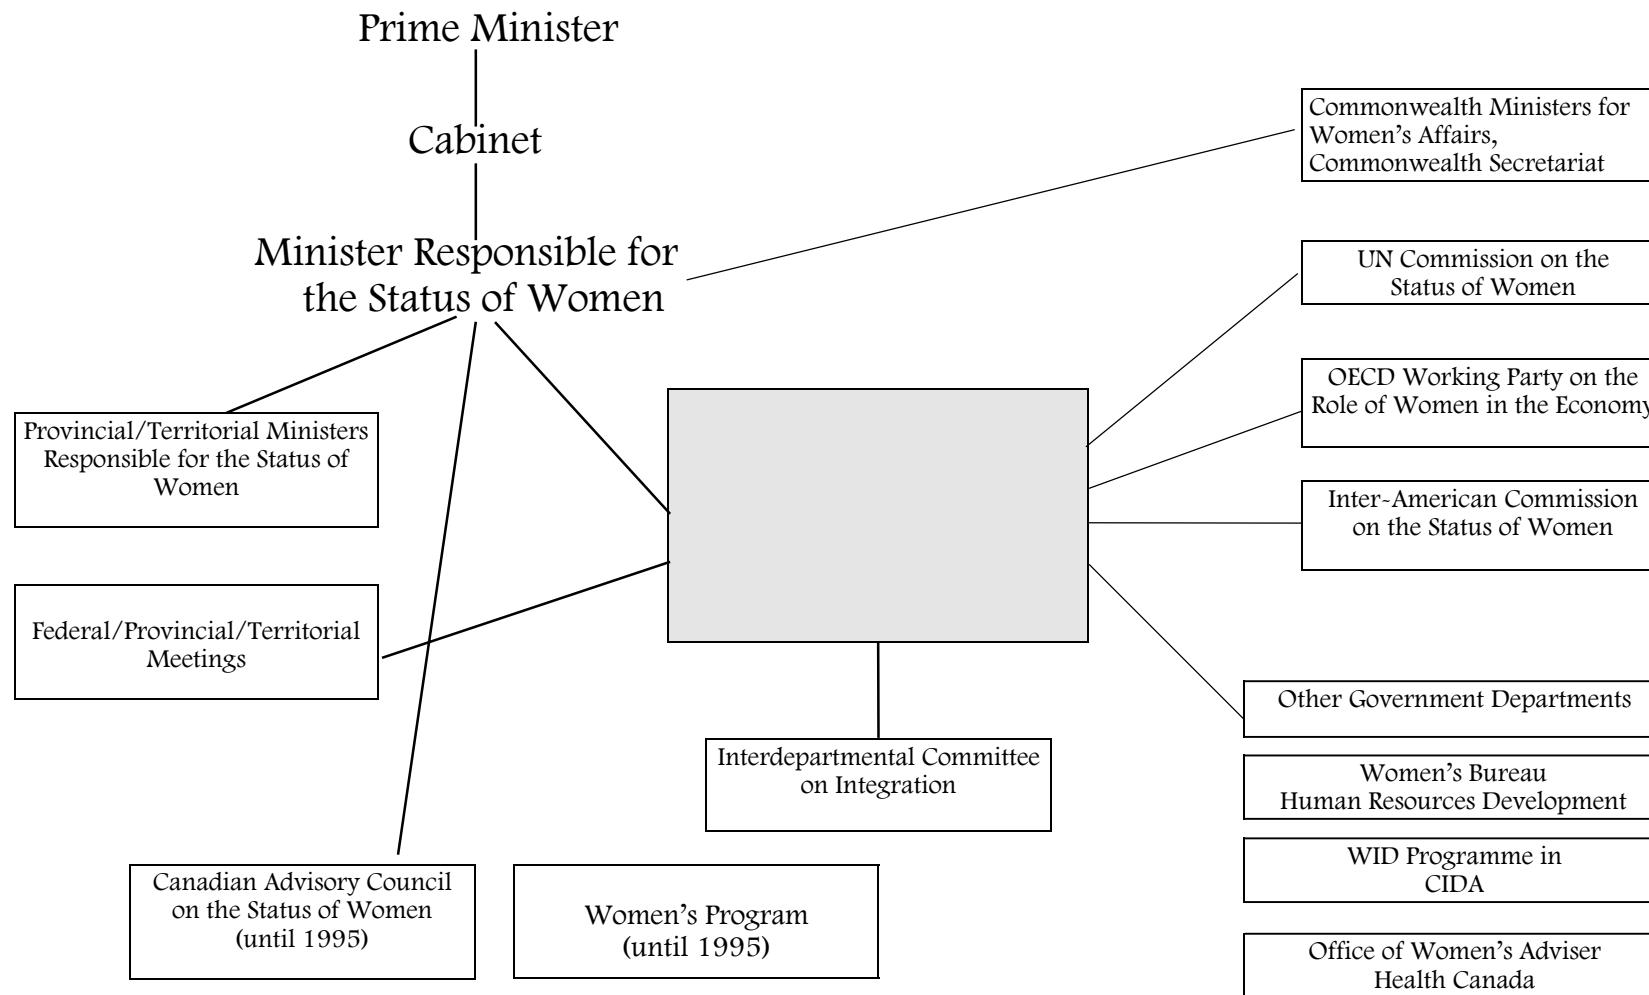 Prime Minister
Cabinet
Minister Responsible for
the Status of Women
Commonwealth Ministers for
Women's Affairs,
Commonwealth Secretariat
UN Commission on the
Status of Women
OECD Working Party on the
Role of Women in the Economy
Inter-American Commission
on the Status of Women
Provincial/Territorial Ministers
Responsible for the Status of
Women
Federal/Provincial/Territorial
Meetings
Interdepartmental Committee
on Integration
Other Government Departments
Women's Bureau
Human Resources Development
WID Programme in
CIDA
Office of Women's Adviser
Health Canada
Canadian Advisory Council
on the Status of Women
(until 1995)
Women's Program
(until 1995)